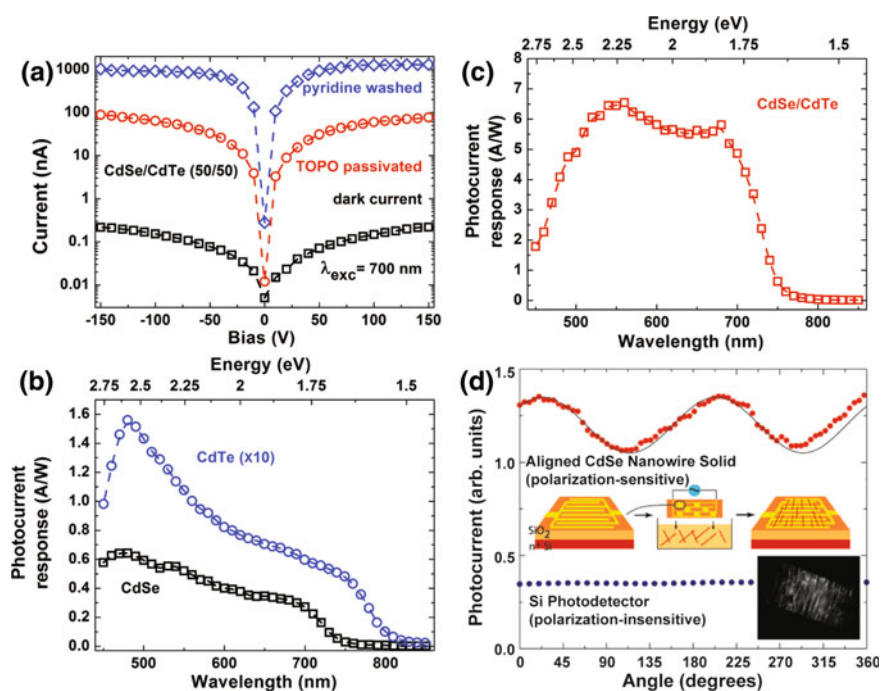 (a)
1000
100
10
1
0.1
0.01
Current (nA)
pyridine washed
CdSe/CdTe (50/50)
TOPO passivated
dark current
λexc= 700 nm
-150 -100 -50 0 50 100 150
Bias (V)
Energy (eV)
2.75 2.5 2.25 2 1.75 1.5
(c)
8
7
6
5
4
3
2
1
0
Photocurrent
response (A/W)
CdSe/CdTe
500 600 700 800
Wavelength (nm)
(b)
Energy (eV)
2.75 2.5 2.25 2 1.75 1.5
1.6
1.4
1.2
1.0
0.8
0.6
0.4
0.2
0.0
Photocurrent
response (A/W)
CdTe (X10)
CdSe
500 600 700 800
Wavelength (nm)
(d)
1.5
1.3
1.0
0.5
0.4
0.0
Photocurrent (arb. units)
Aligned CdSe Nanowire Solid
(polarization-sensitive)
SiO2
n+ Si
Si Photodetector
(polarization-insensitive)
0 45 90 135 180 225 270 315 360
Angle (degrees)